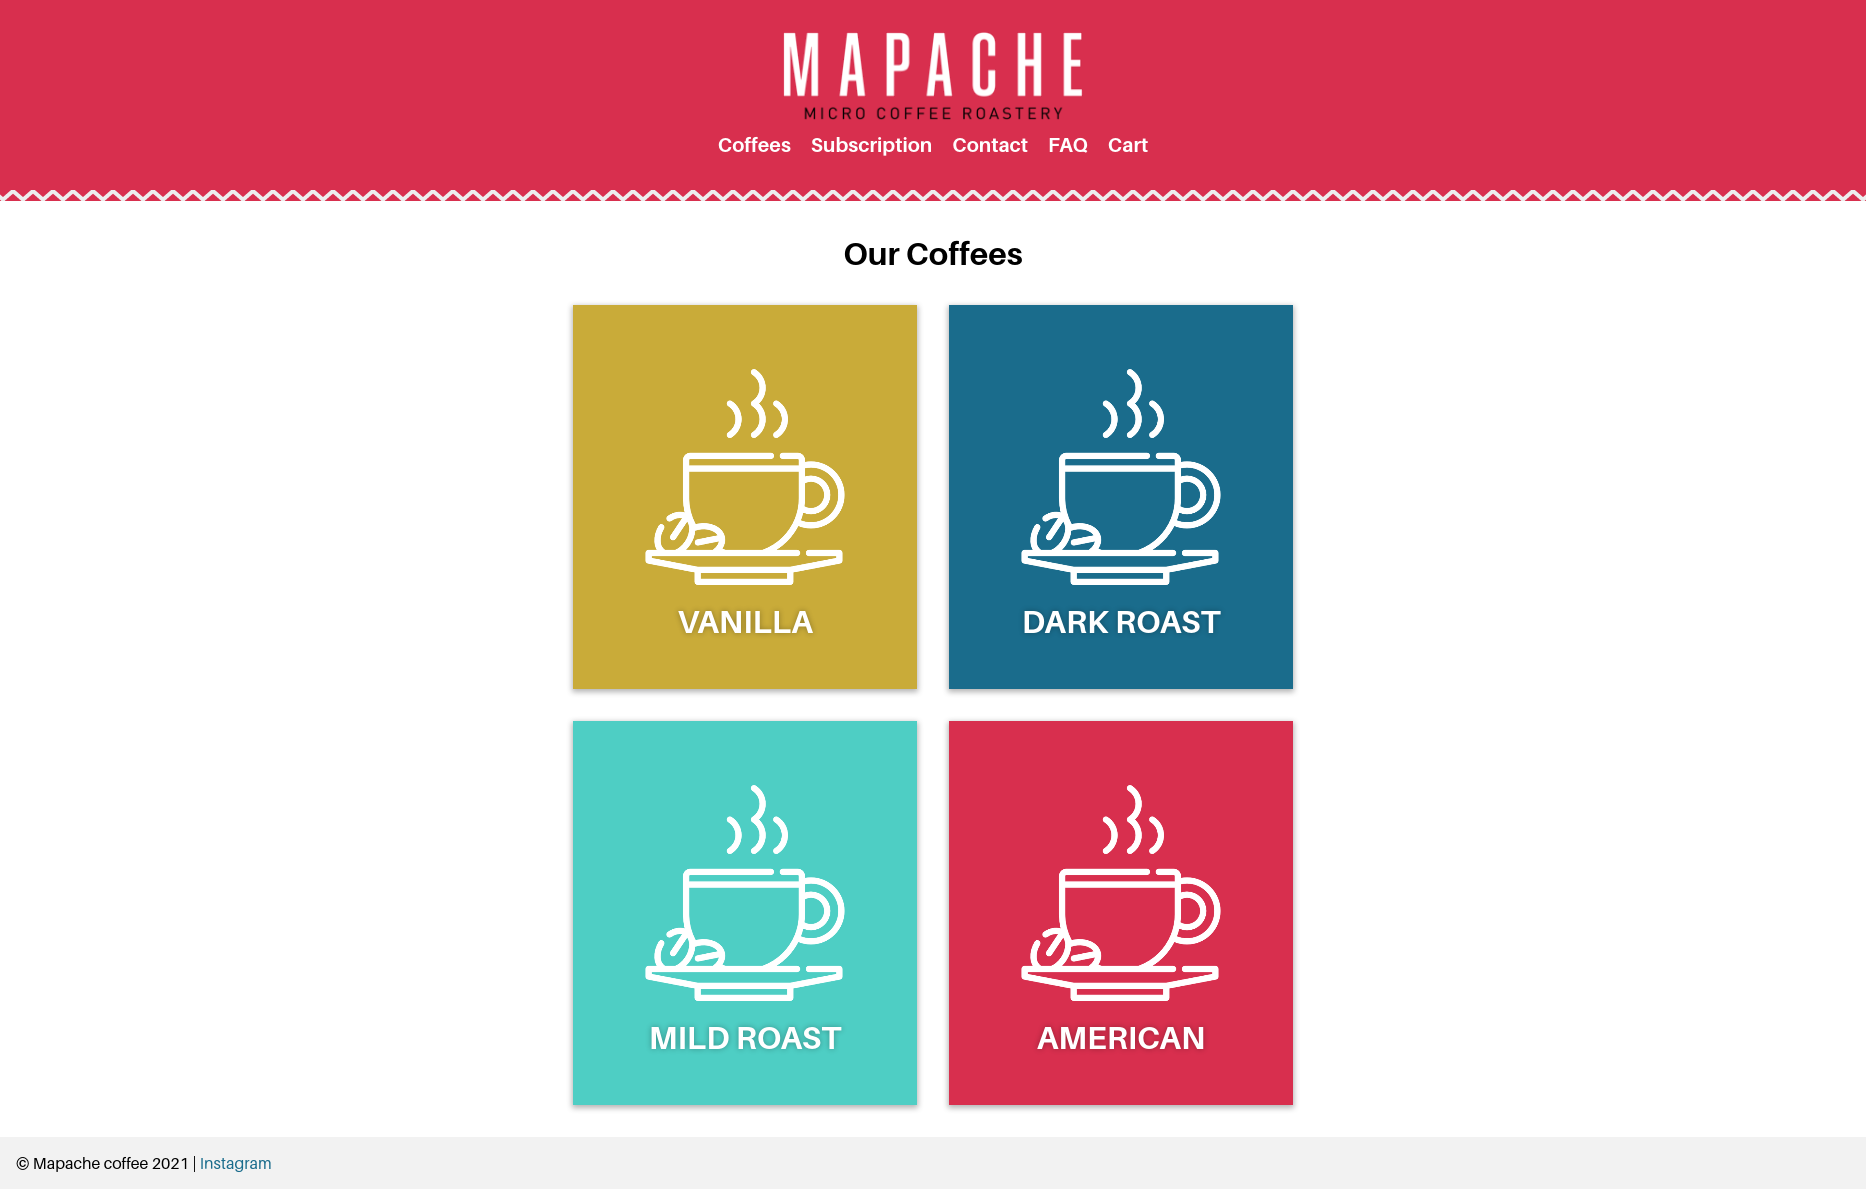 MAPACHE
MICRO COFFEE ROASTERY
Coffees Subscription Contact FAQ Cart
Our Coffees
VANILLA
DARK ROAST
MILD ROAST
AMERICAN
© Mapache coffee 2021 | Instagram